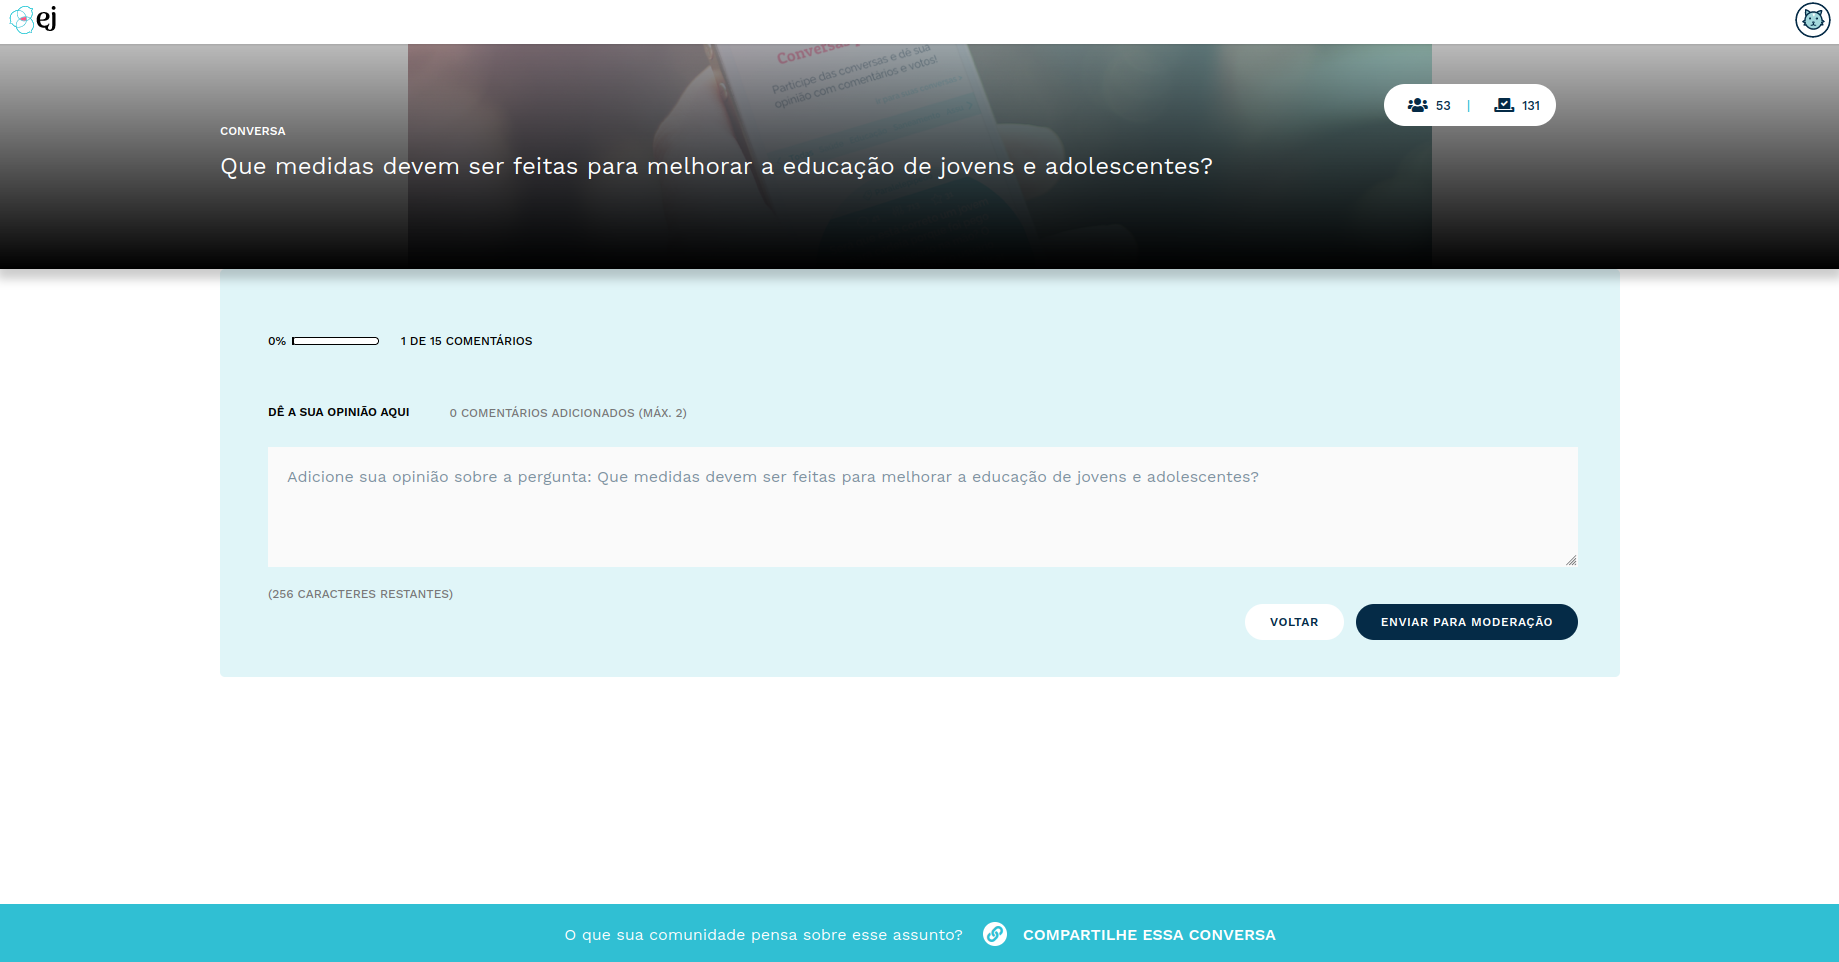 ej
Conversa
Participe das conversas e dê sua
opinião com comentários e votos!
53 | 131
CONVERSA
Que medidas devem ser feitas para melhorar a educação de jovens e adolescentes?
0% 1 DE 15 COMENTÁRIOS
DÊ A SUA OPINIÃO AQUI 0 COMENTÁRIOS ADICIONADOS (MÁX. 2)
Adicione sua opinião sobre a pergunta: Que medidas devem ser feitas para melhorar a educação de jovens e adolescentes?
(256 CARACTERES RESTANTES)
VOLTAR ENVIAR PARA MODERAÇÃO
O que sua comunidade pensa sobre esse assunto? COMPARTILHE ESSA CONVERSA